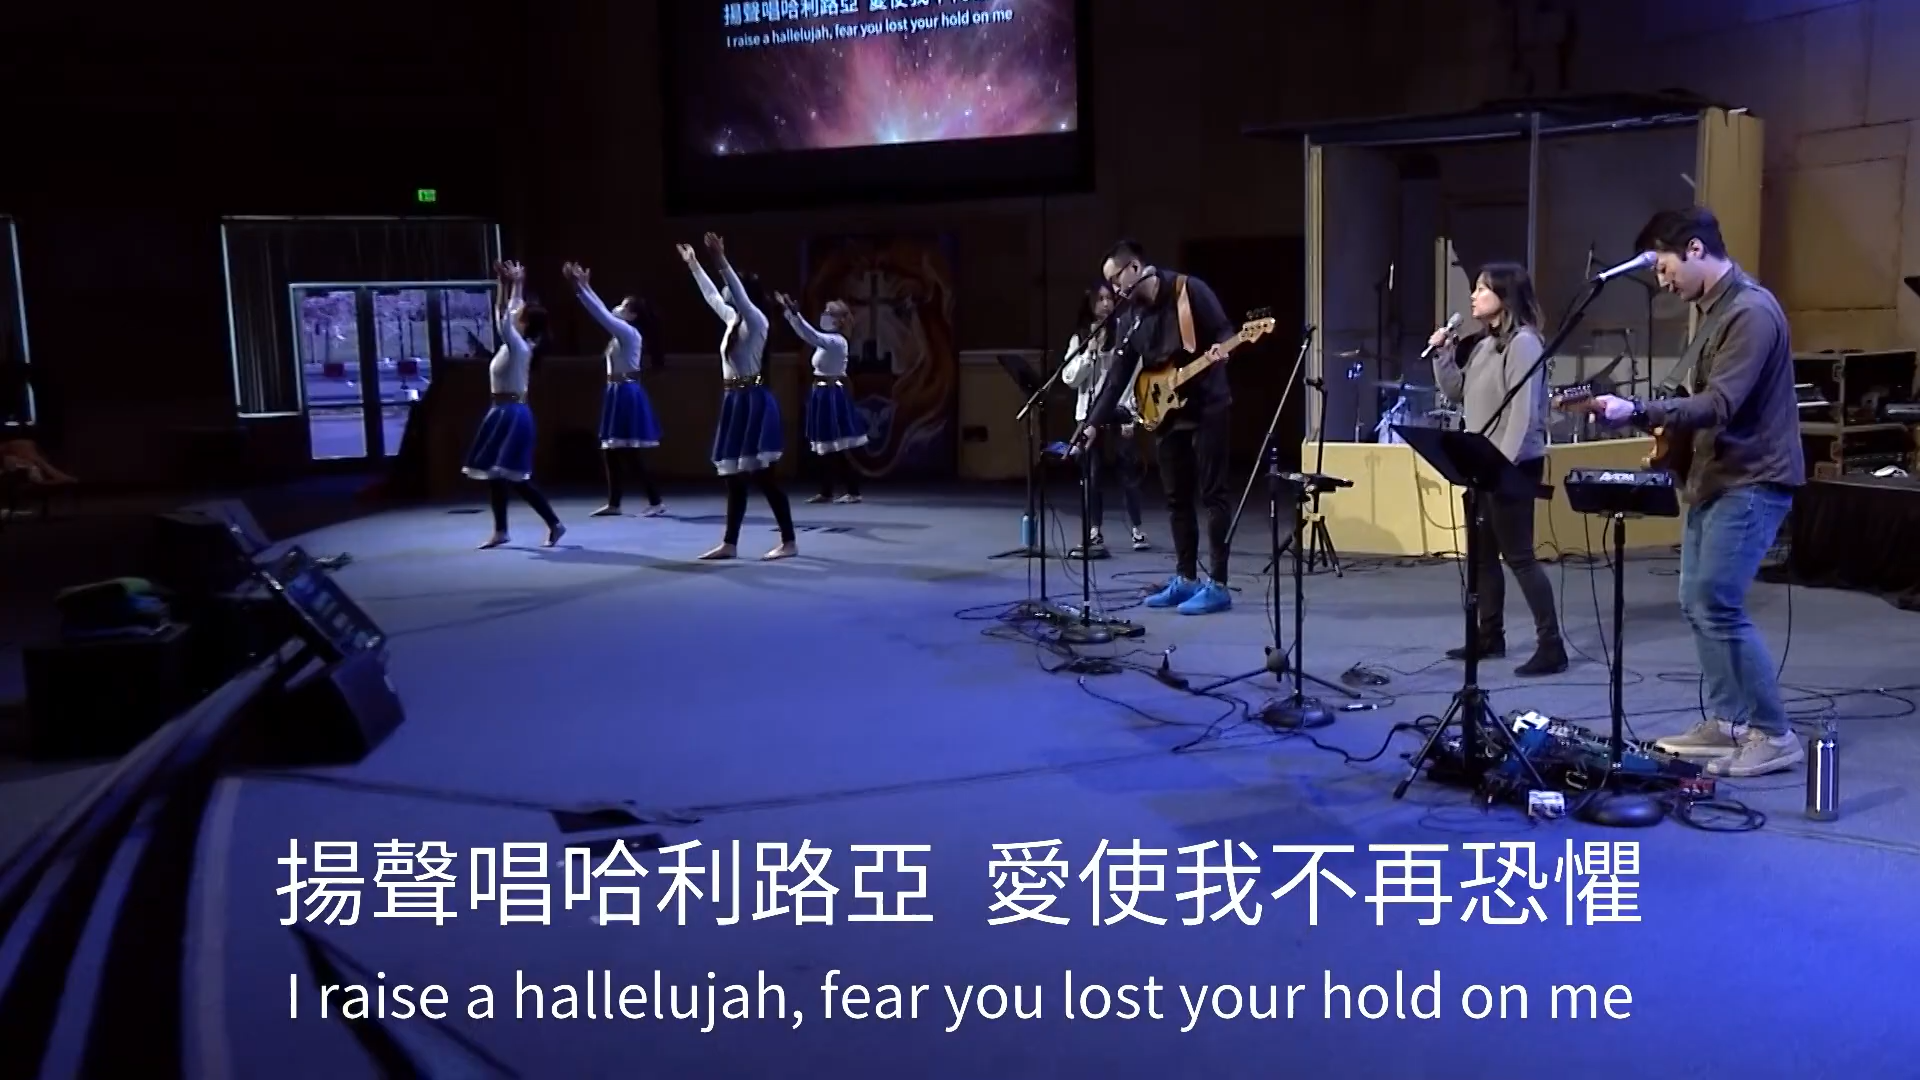 揚聲唱哈利路亞 愛使我不
I raise a hallelujah, fear you lost your hold on me
揚聲唱哈利路亞 愛使我不再恐懼
I raise a hallelujah, fear you lost your hold on me